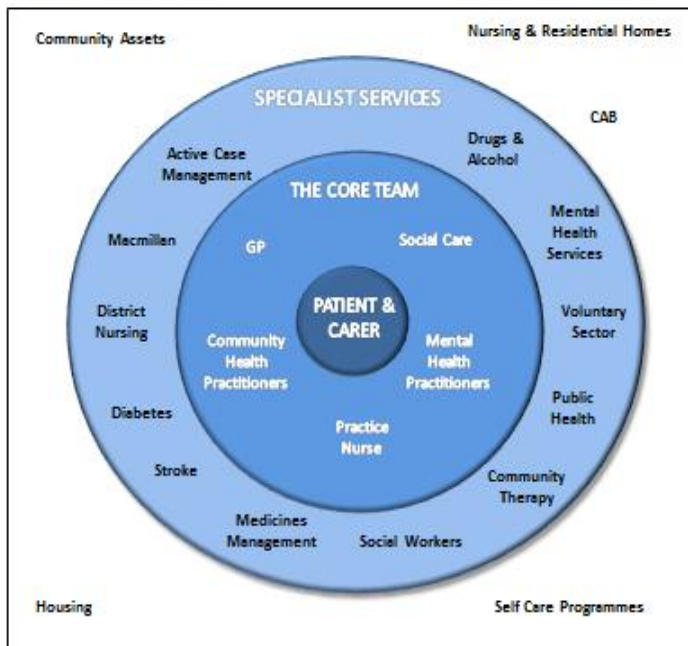 Community Assets
Nursing & Residential Homes
SPECIALIST SERVICES
CAB
Drugs &
Alcohol
Active Case
Management
THE CORE TEAM
Mental
Health
Services
Macmillan
GP
Social Care
District
Nursing
PATIENT &
CARER
Voluntary
Sector
Community
Health
Practitioners
Mental
Health
Practitioners
Diabetes
Public
Health
Practice
Nurse
Stroke
Community
Therapy
Medicines
Management
Social Workers
Housing
Self Care Programmes